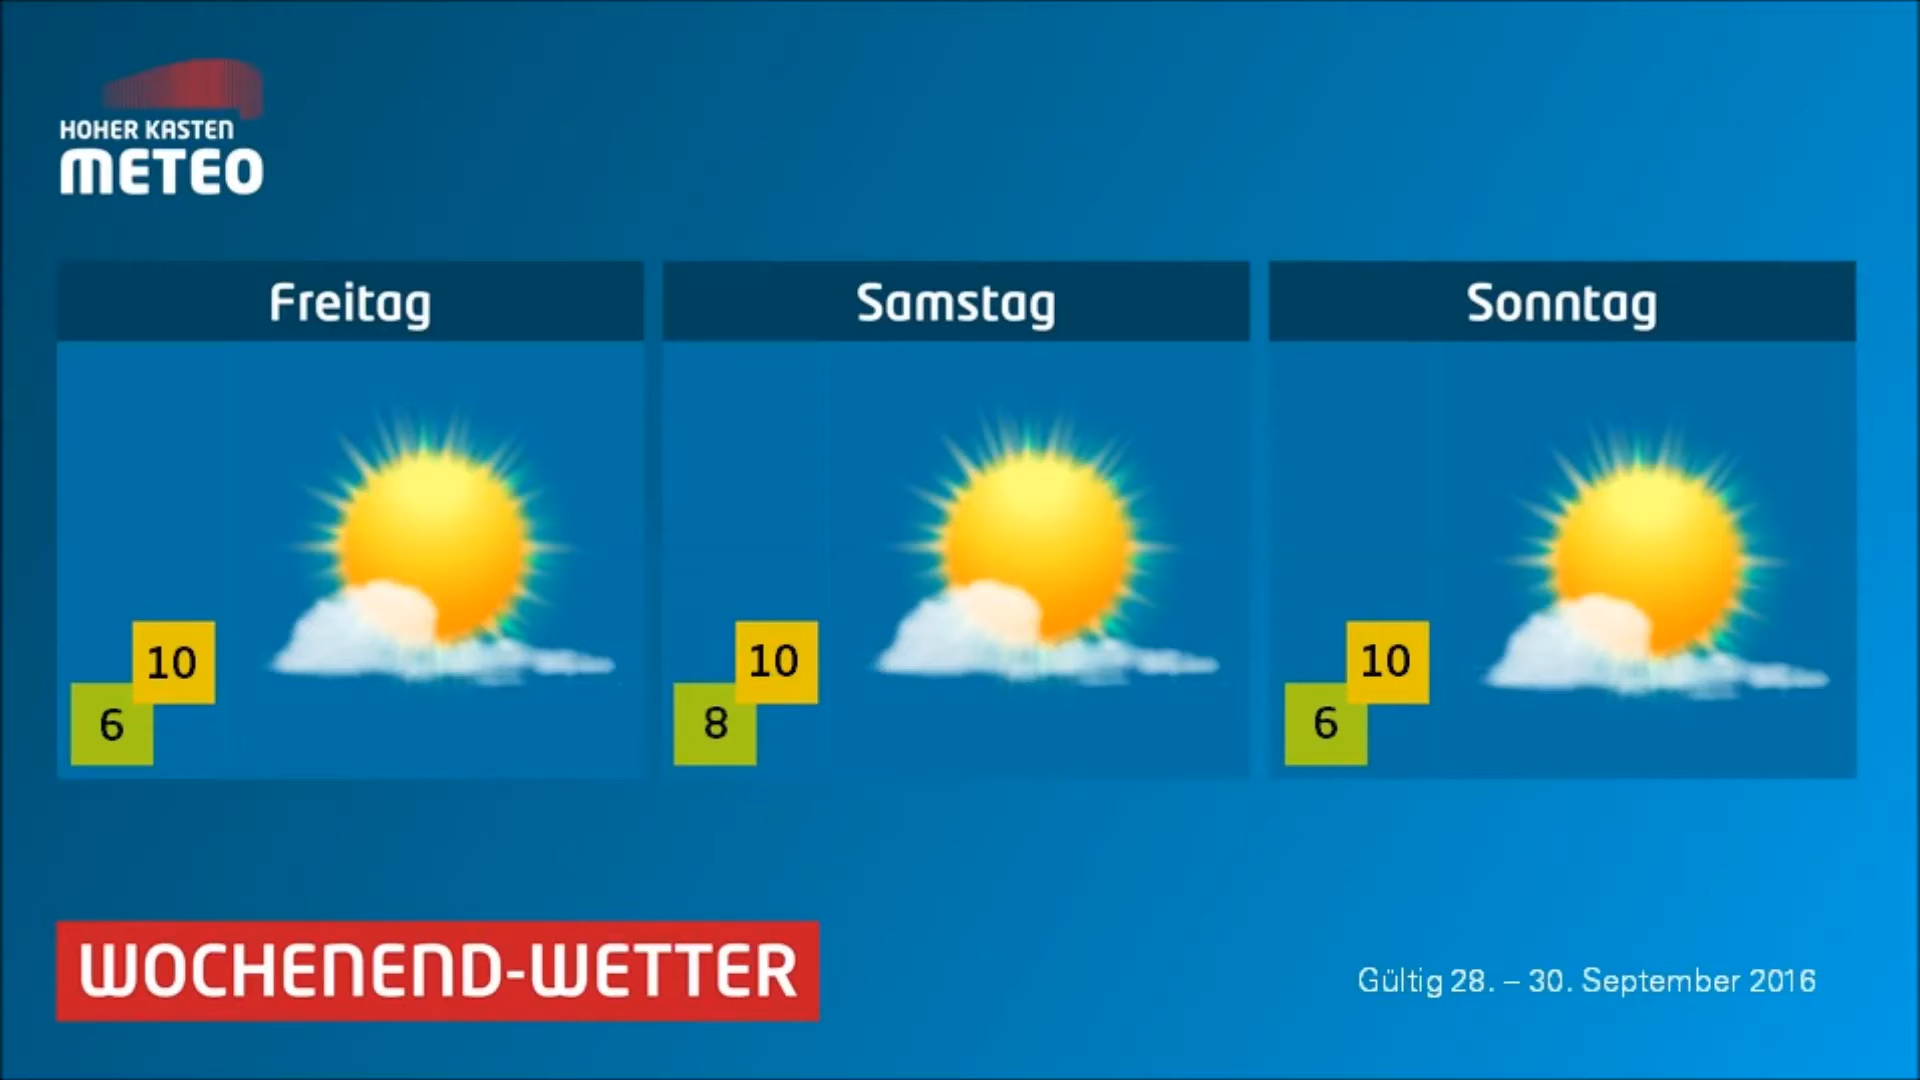 HOHER KASTEN
METEO
Freitag
Samstag
Sonntag
10
6
10
8
10
6
WOCHENEND-WETTER
Gültig 28. – 30. September 2016